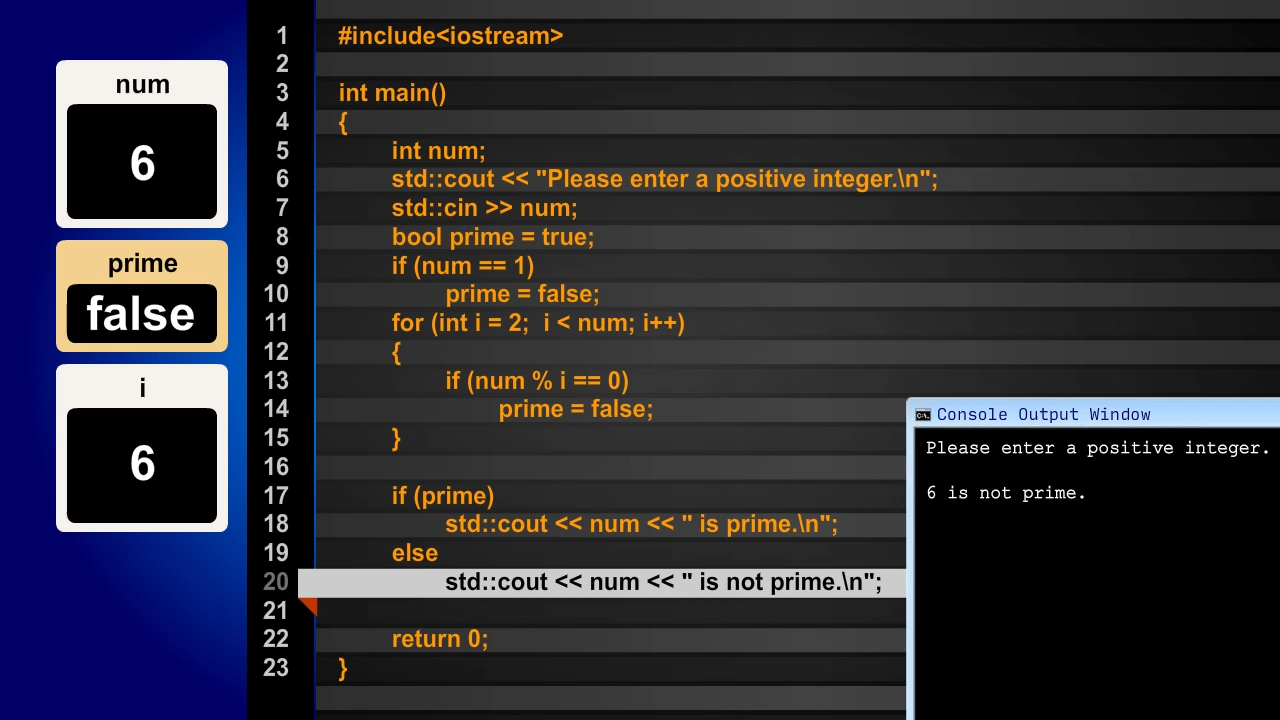 num
6
prime
false
i
6
1 #include<iostream>
2
3 int main()
4 {
5 int num;
6 std::cout << "Please enter a positive integer.\n";
7 std::cin >> num;
8 bool prime = true;
9 if (num == 1)
10 prime = false;
11 for (int i = 2;  i < num; i++)
12 {
13 if (num % i == 0)
14 prime = false;
15 }
16
17 if (prime)
18 std::cout << num << " is prime.\n";
19 else
20 std::cout << num << " is not prime.\n";
21
22 return 0;
23 }
C:\. Console Output Window
Please enter a positive integer.
6 is not prime.